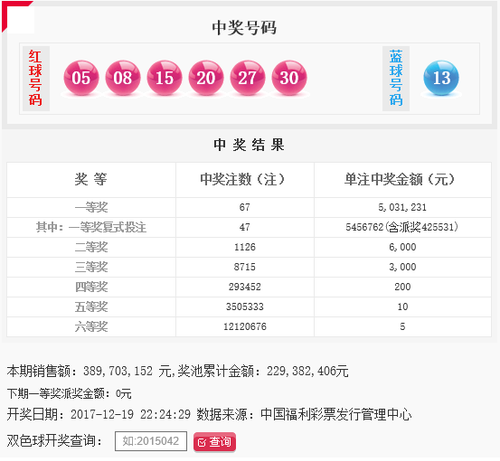 中奖号码
红球号码 05 08 15 20 27 30 蓝球号码 13
中奖结果
奖 等 中奖注数（注） 单注中奖金额（元）
一等奖 67 5,031,231
其中: 一等奖复式投注 47 5456762(含派奖425531)
二等奖 1126 6,000
三等奖 8715 3,000
四等奖 293452 200
五等奖 3505333 10
六等奖 12120676 5
本期销售额：389,703,152 元,奖池累计金额：229,382,406元
下期一等奖派奖金额：0元
开奖日期：2017-12-19 22:24:29 数据来源：中国福利彩票发行管理中心
双色球开奖查询： 如:2015042 查询